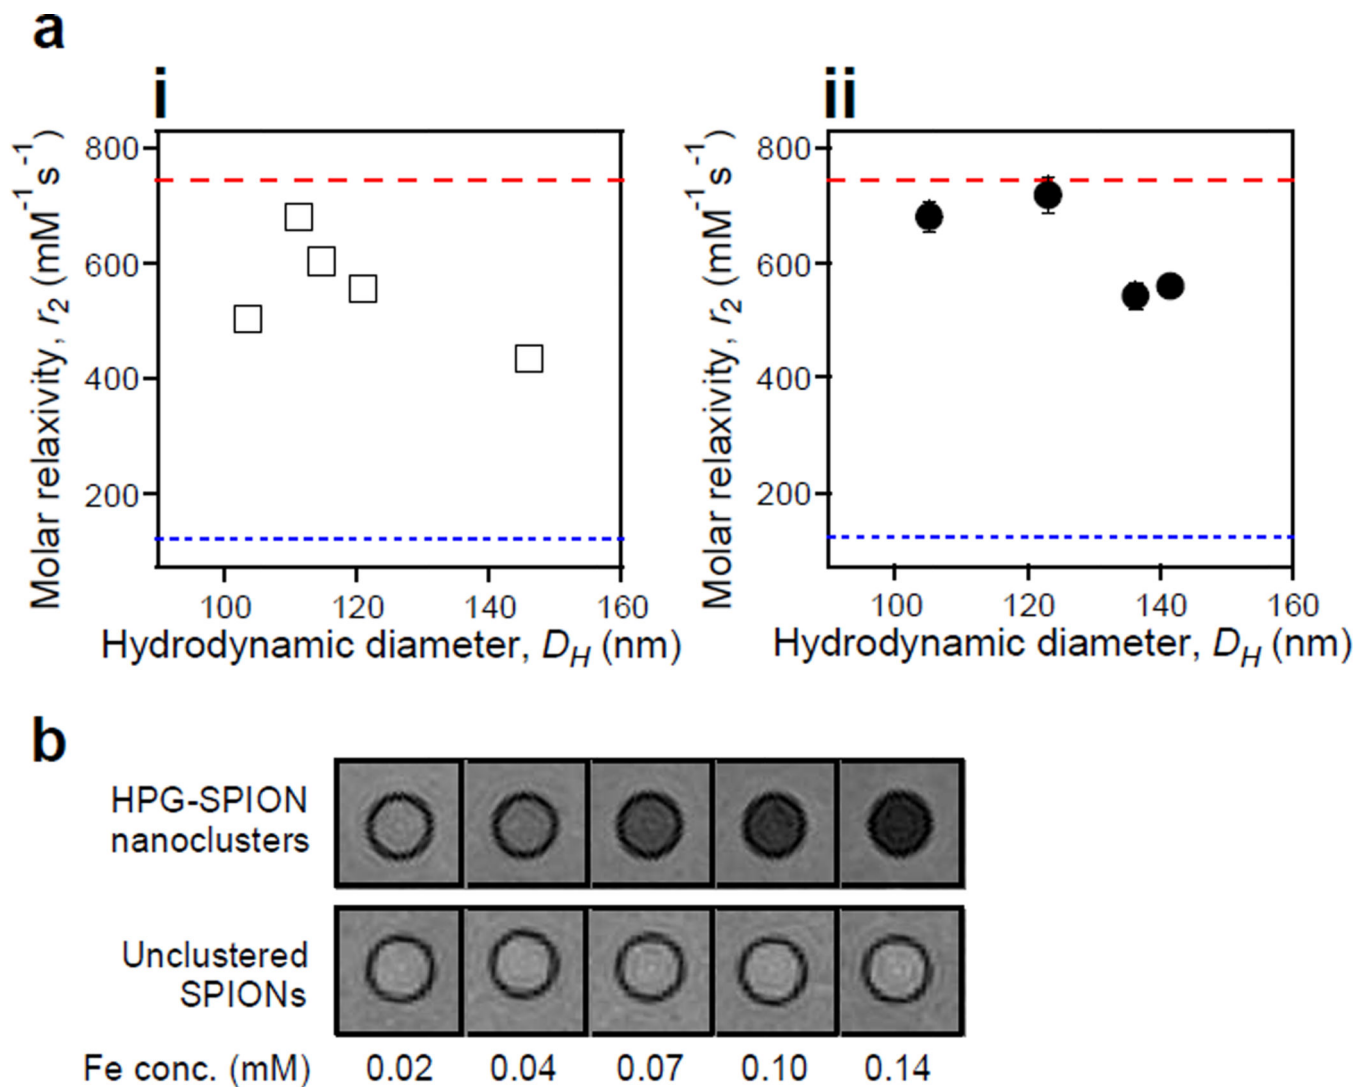 a
i
ii
Molar relaxivity, r2 (mM-1 s-1)
800
600
400
200
100 120 140 160
Hydrodynamic diameter, DH (nm)
Molar relaxivity, r2 (mM-1 s-1)
800
600
400
200
100 120 140 160
Hydrodynamic diameter, DH (nm)
b
HPG-SPION
nanoclusters
Unclustered
SPIONs
Fe conc. (mM) 0.02 0.04 0.07 0.10 0.14